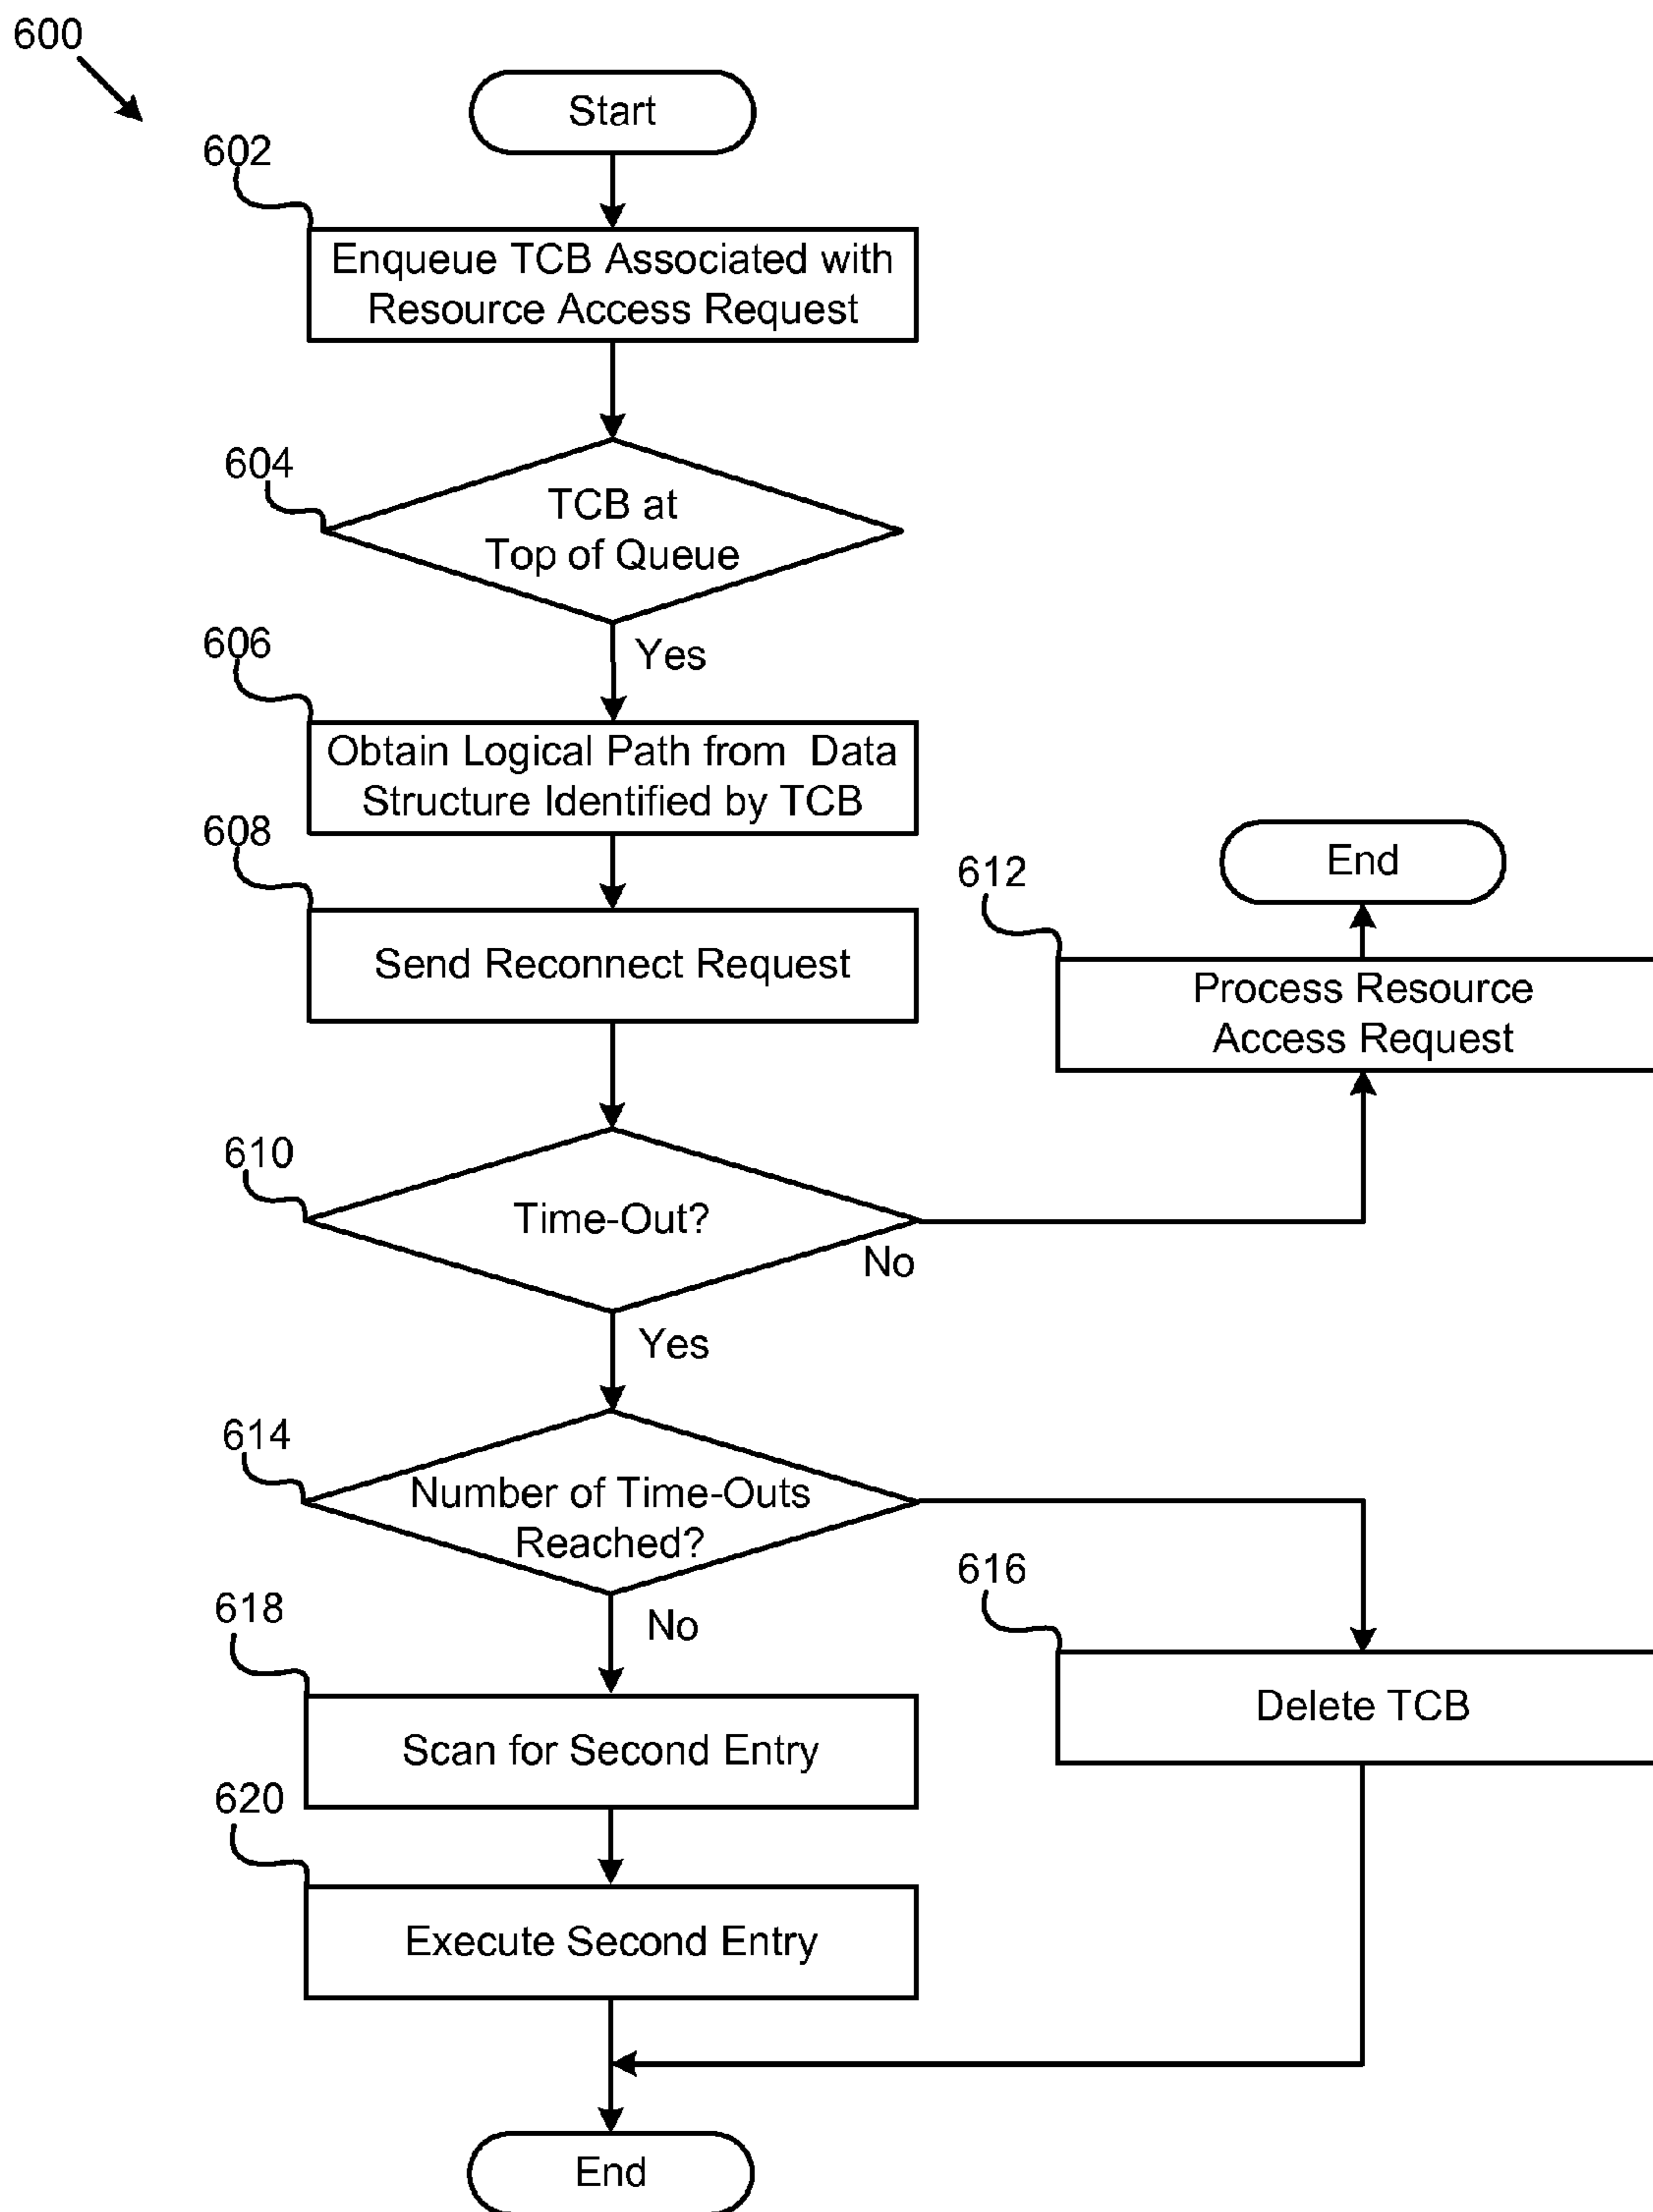 600
Start
602
Enqueue TCB Associated with
Resource Access Request
604
TCB at
Top of Queue
Yes
606
Obtain Logical Path from Data
Structure Identified by TCB
608
Send Reconnect Request
End
612
Process Resource
Access Request
610
Time-Out?
No
Yes
614
Number of Time-Outs
Reached?
No
616
Delete TCB
618
Scan for Second Entry
620
Execute Second Entry
End